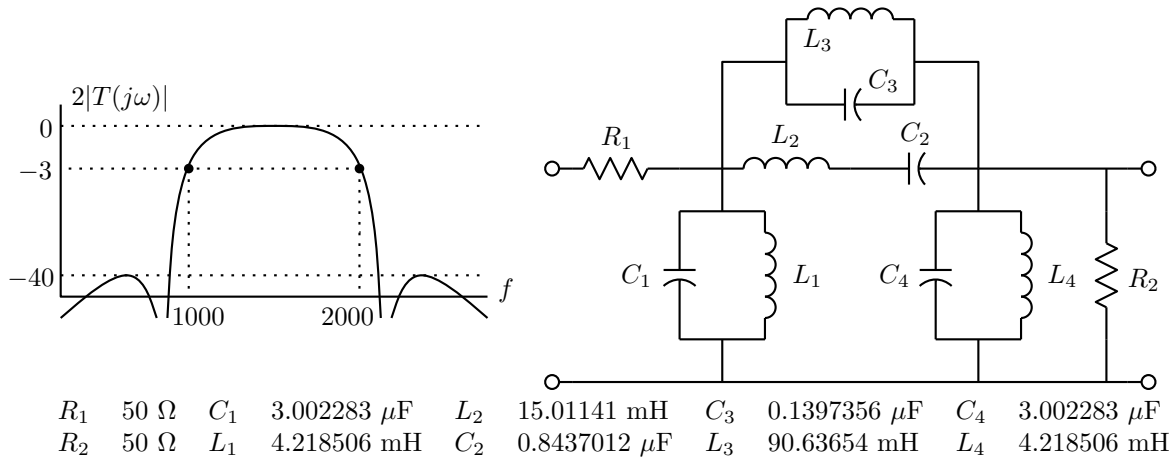 2|T(jω)|
0
−3
−40
f
1000
2000
L₃
C₃
R₁
L₂
C₂
C₁
L₁
C₄
L₄
R₂
R₁ 50 Ω C₁ 3.002283 μF L₂ 15.01141 mH C₃ 0.1397356 μF C₄ 3.002283 μF
R₂ 50 Ω L₁ 4.218506 mH C₂ 0.8437012 μF L₃ 90.63654 mH L₄ 4.218506 mH